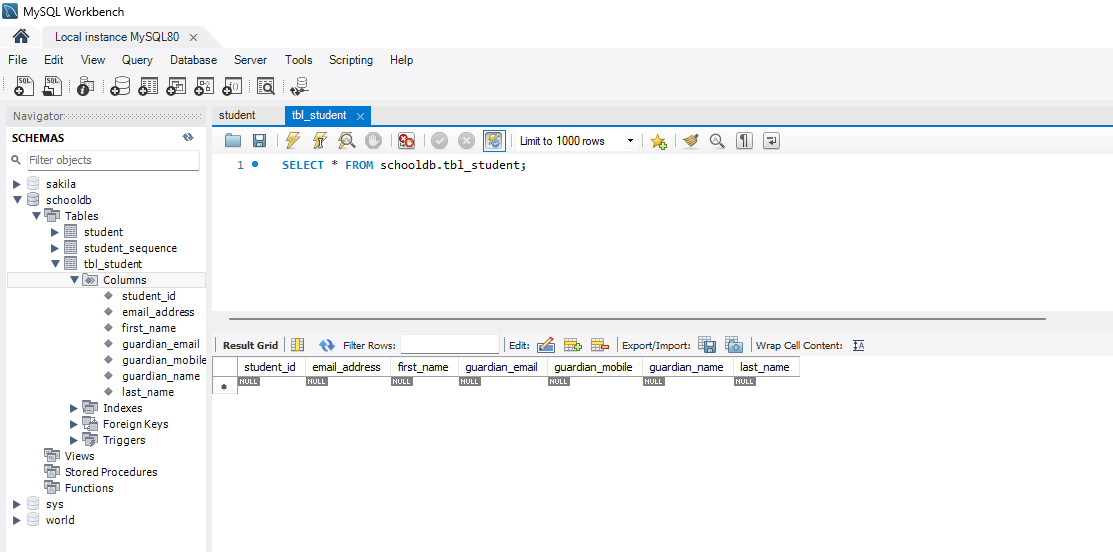 MySQL Workbench
Local instance MySQL80
File Edit View Query Database Server Tools Scripting Help
Navigator
SCHEMAS
Filter objects
sakila
schooldb
Tables
student
student_sequence
tbl_student
Columns
student_id
email_address
first_name
guardian_email
guardian_mobile
guardian_name
last_name
Indexes
Foreign Keys
Triggers
Views
Stored Procedures
Functions
sys
world
student tbl_student
Limit to 1000 rows
1 SELECT * FROM schooldb.tbl_student;
Result Grid Filter Rows: Edit: Export/Import: Wrap Cell Content:
student_id email_address first_name guardian_email guardian_mobile guardian_name last_name
NULL NULL NULL NULL NULL NULL NULL